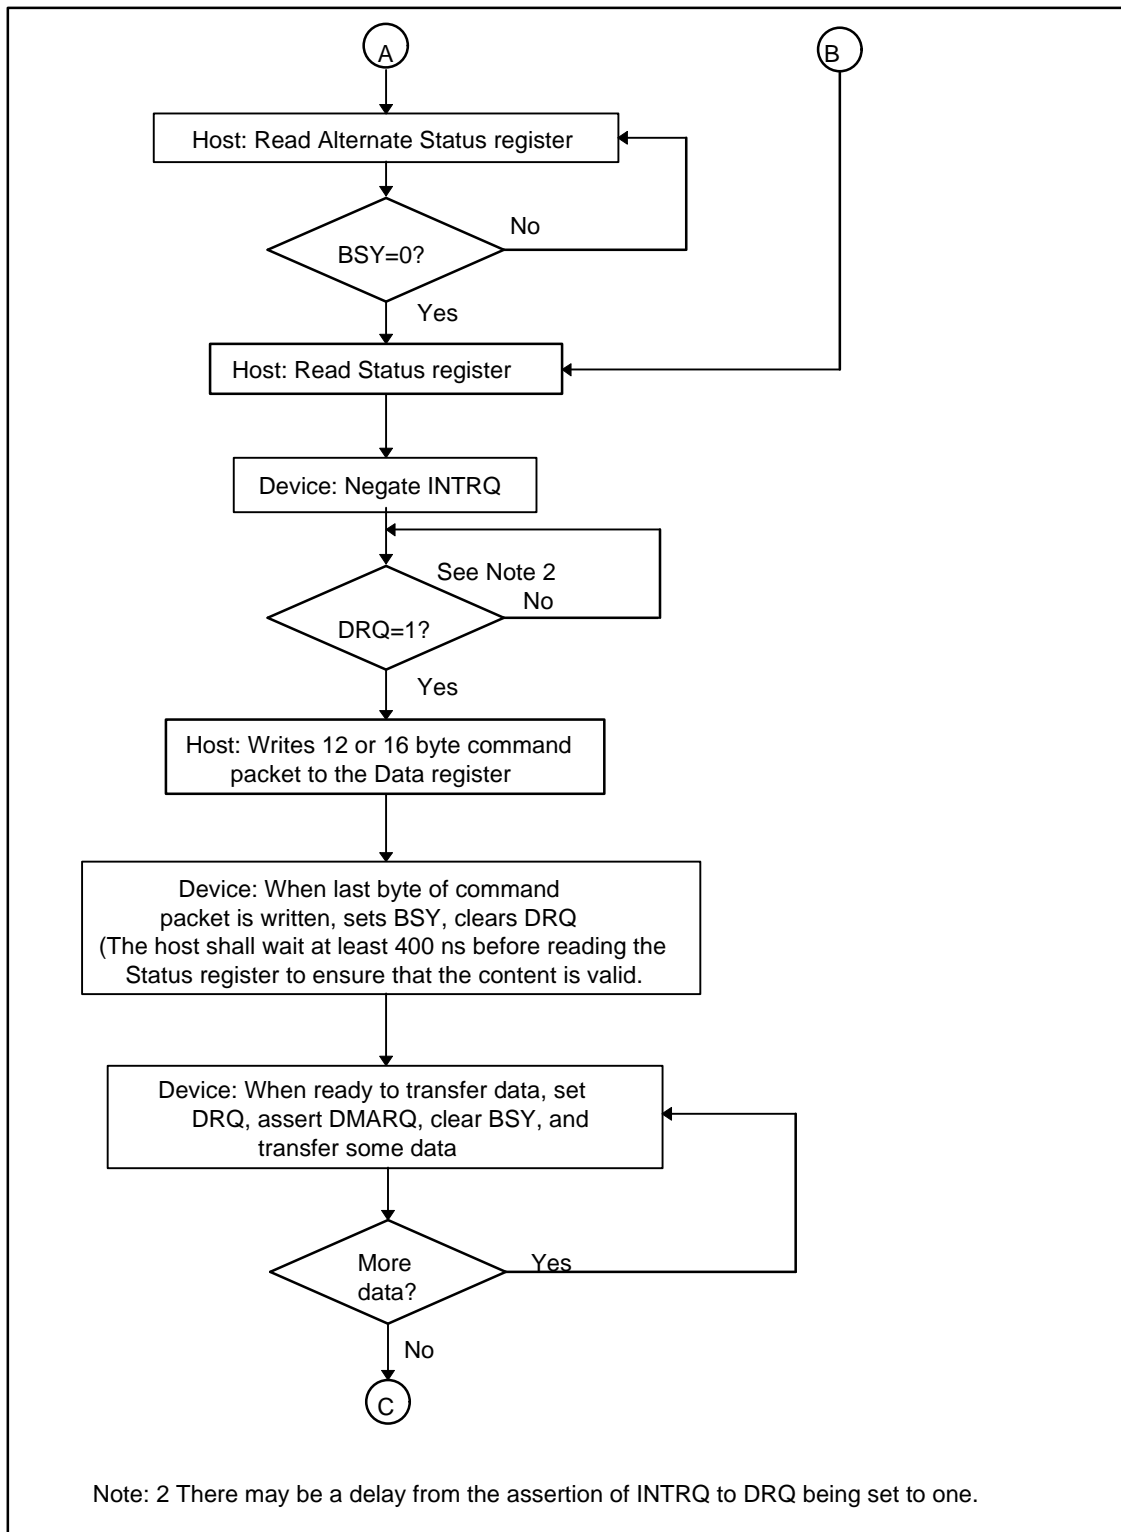 A
B
Host: Read Alternate Status register
No
BSY=0?
Yes
Host: Read Status register
Device: Negate INTRQ
See Note 2
No
DRQ=1?
Yes
Host: Writes 12 or 16 byte command
packet to the Data register
Device: When last byte of command
packet is written, sets BSY, clears DRQ
(The host shall wait at least 400 ns before reading the
Status register to ensure that the content is valid.
Device: When ready to transfer data, set
DRQ, assert DMARQ, clear BSY, and
transfer some data
More
data?
Yes
No
C
Note: 2 There may be a delay from the assertion of INTRQ to DRQ being set to one.